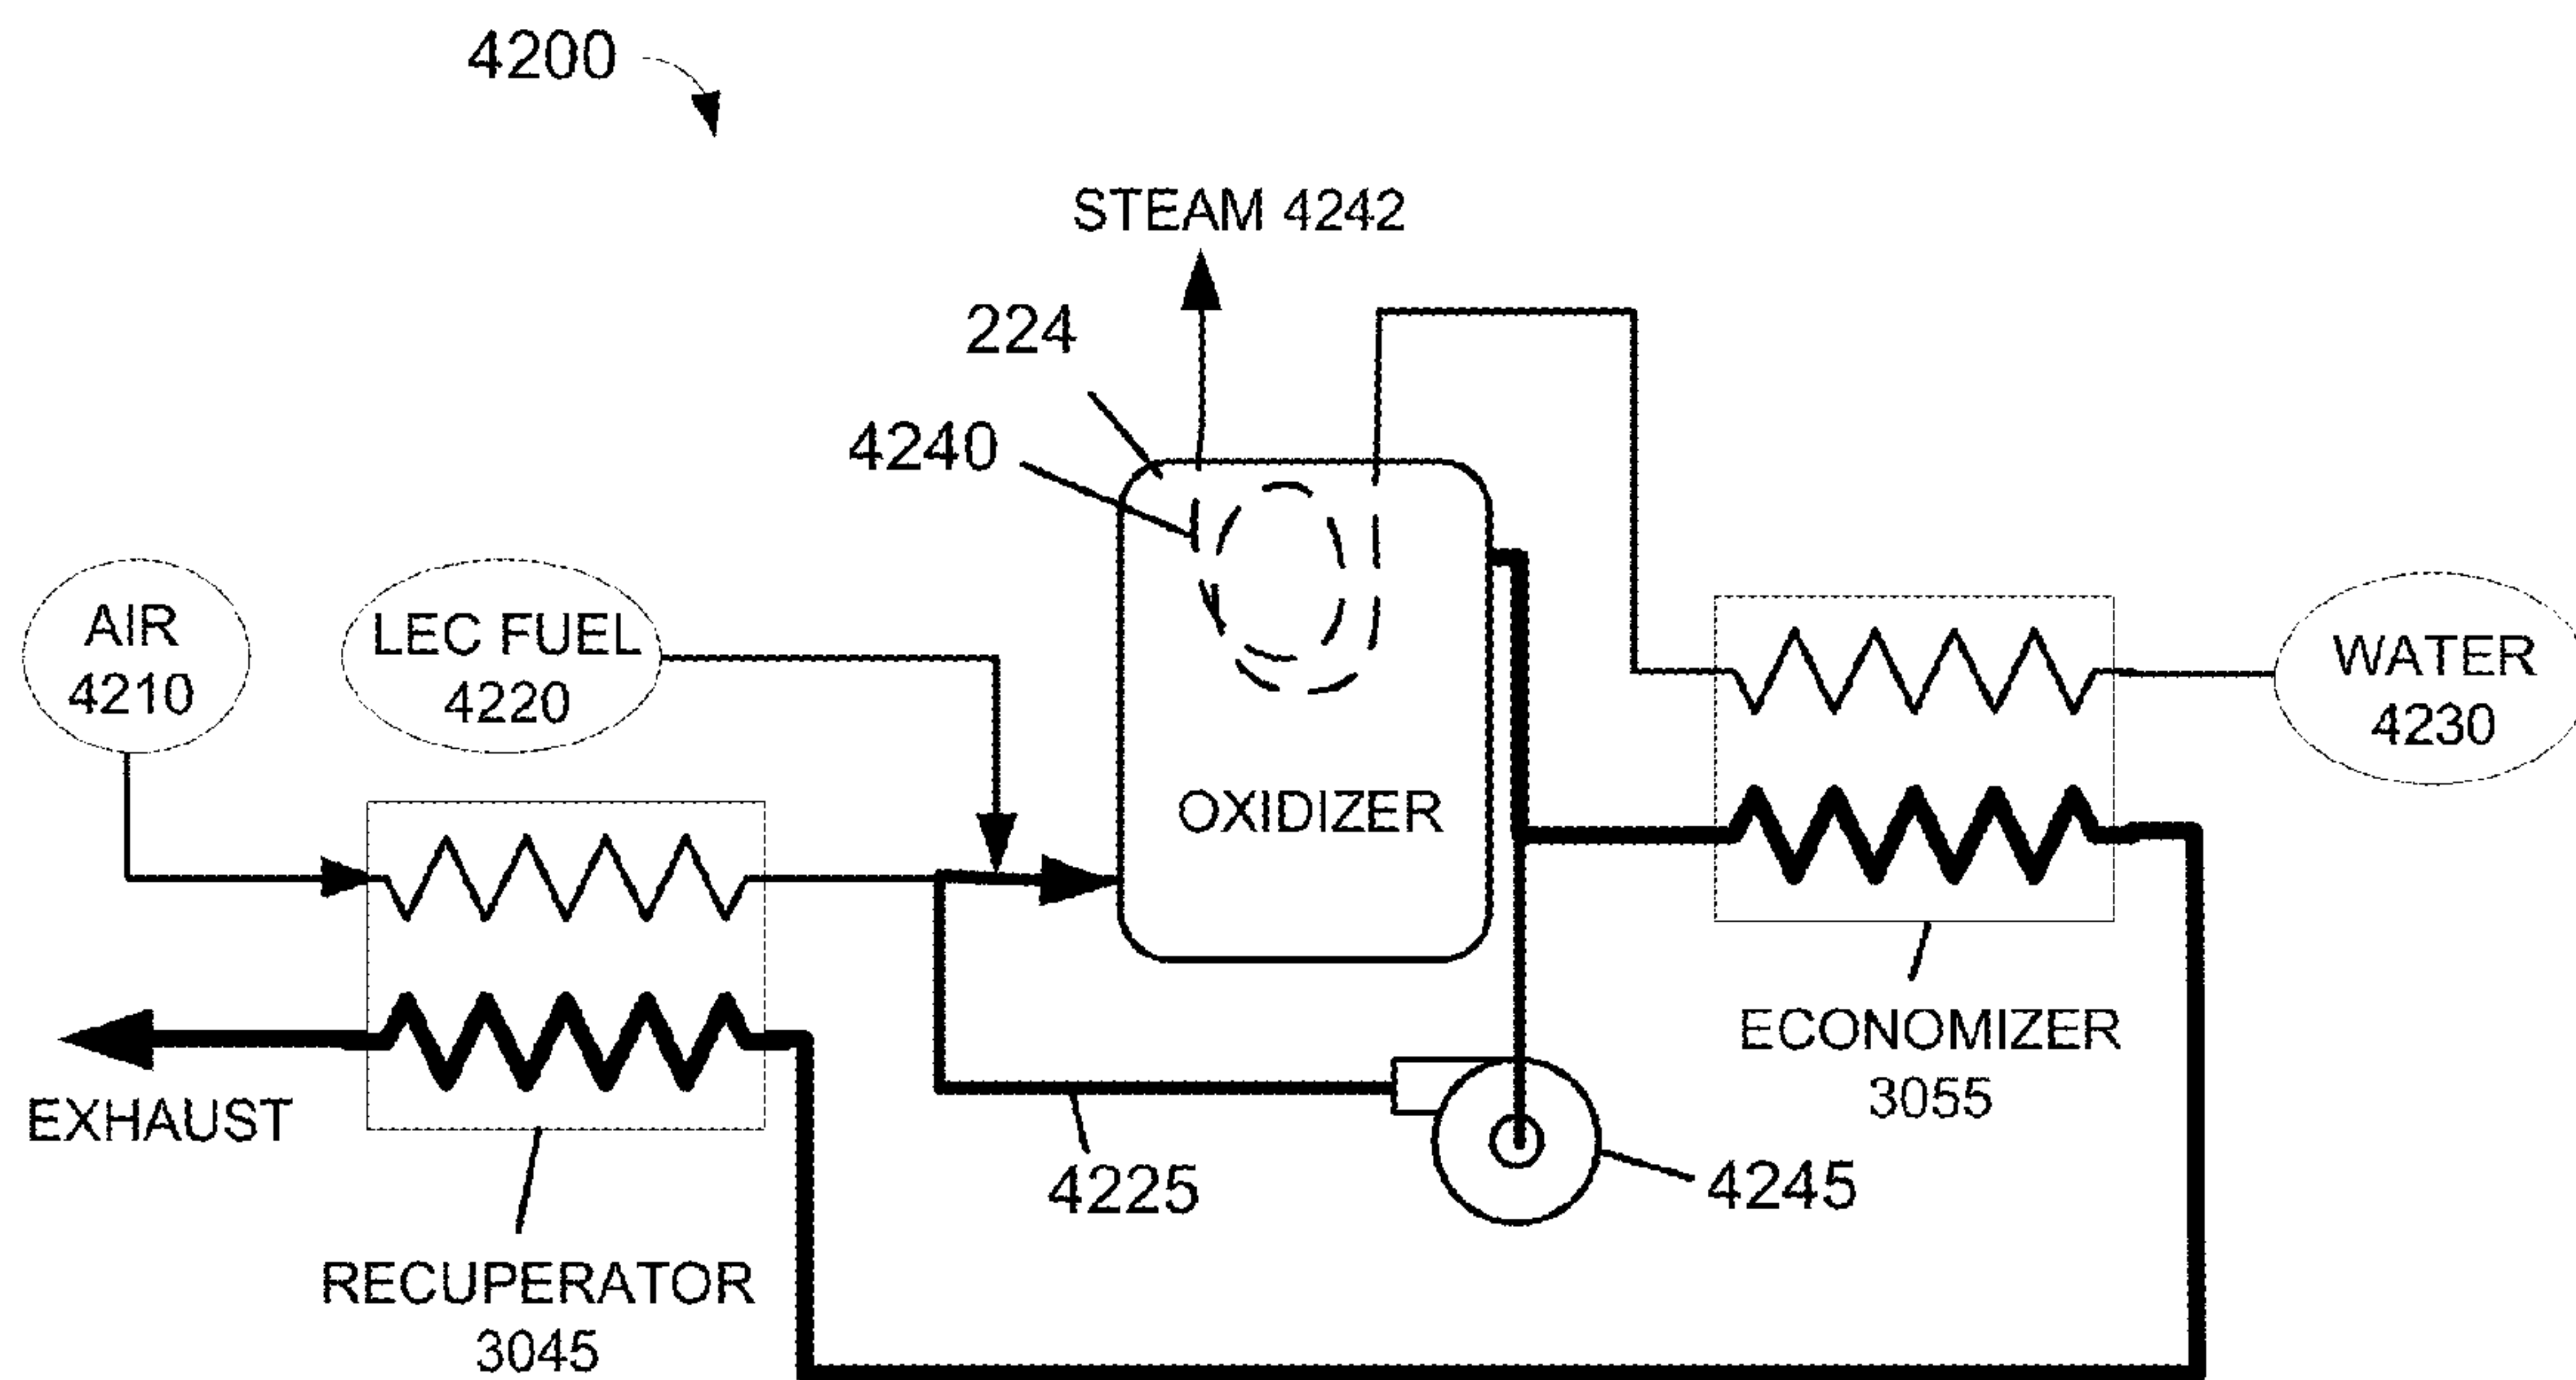 4200
STEAM 4242
224
4240
AIR
4210
LEC FUEL
4220
WATER
4230
OXIDIZER
ECONOMIZER
3055
EXHAUST
4225
4245
RECUPERATOR
3045